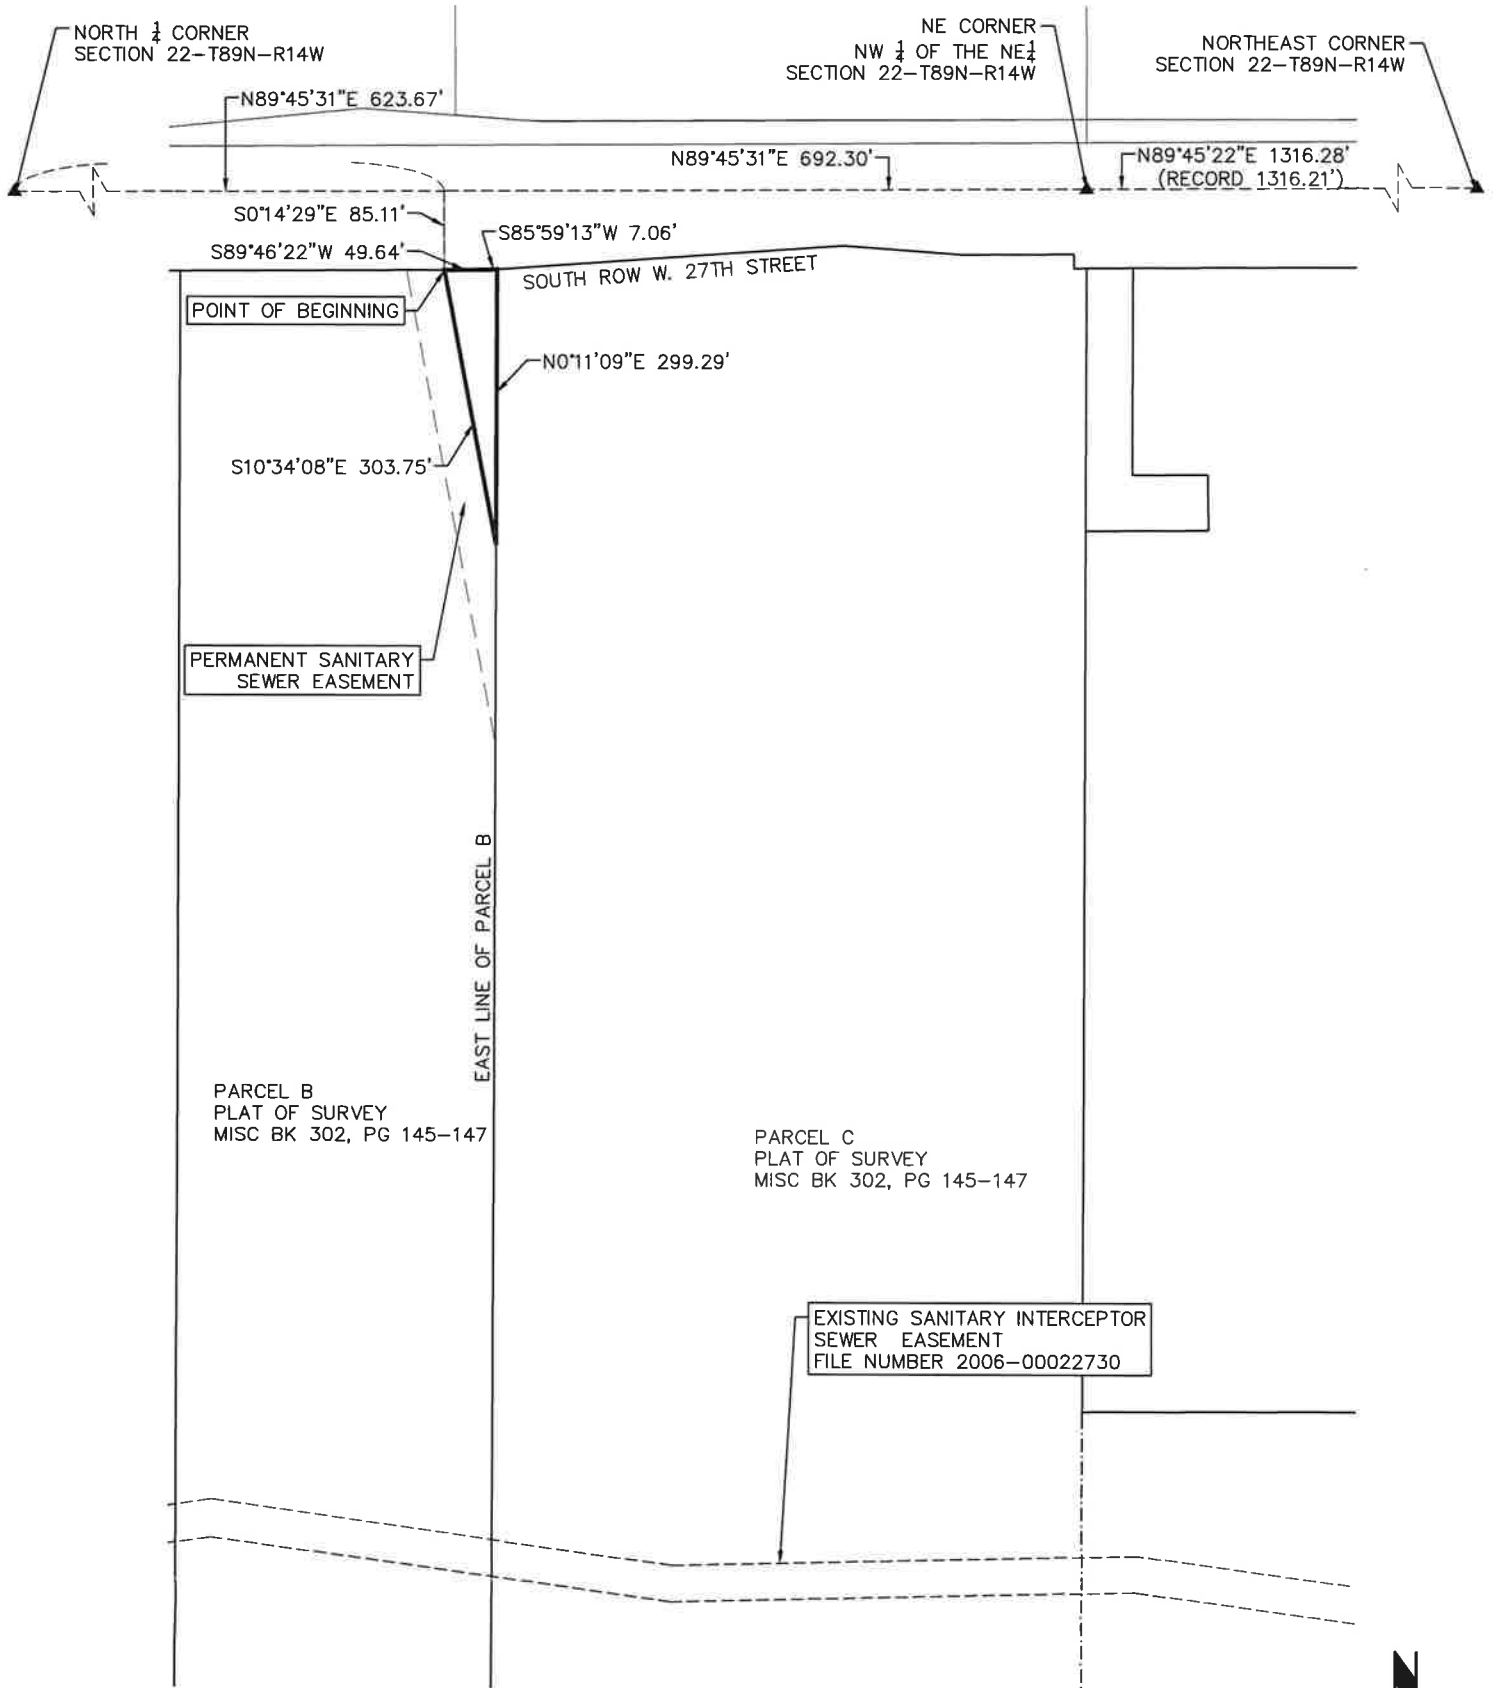 NORTH 1/4 CORNER
SECTION 22-T89N-R14W
NE CORNER
NW 1/4 OF THE NE1/4
SECTION 22-T89N-R14W
NORTHEAST CORNER
SECTION 22-T89N-R14W
N89°45'31"E 623.67'
N89°45'31"E 692.30'
N89°45'22"E 1316.28'
(RECORD 1316.21')
S0°14'29"E 85.11'
S89°46'22"W 49.64'
S85°59'13"W 7.06'
SOUTH ROW W. 27TH STREET
POINT OF BEGINNING
N0°11'09"E 299.29'
S10°34'08"E 303.75'
PERMANENT SANITARY
SEWER EASEMENT
EAST LINE OF PARCEL B
PARCEL B
PLAT OF SURVEY
MISC BK 302, PG 145-147
PARCEL C
PLAT OF SURVEY
MISC BK 302, PG 145-147
EXISTING SANITARY INTERCEPTOR
SEWER EASEMENT
FILE NUMBER 2006-00022730
N